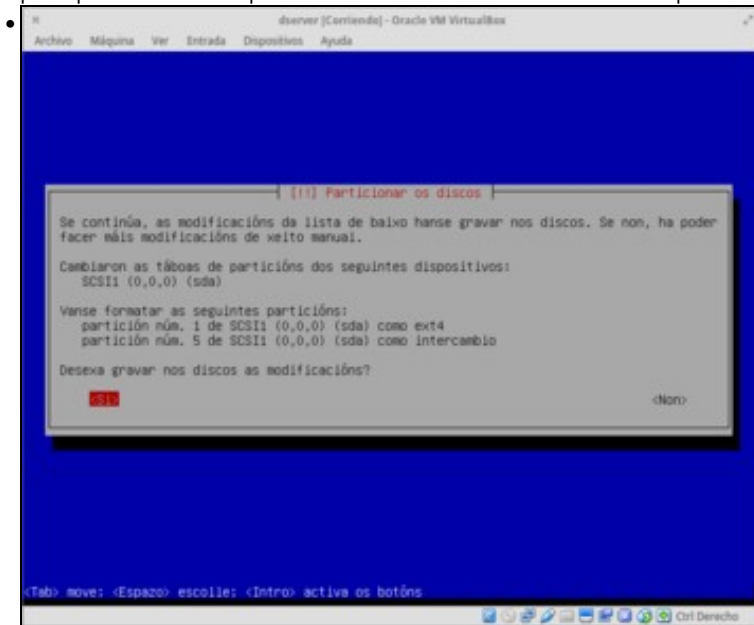 dserver [Corriendo] - Oracle VM VirtualBox
Archivo Máquina Ver Entrada Dispositivos Ayuda
[!!] Particionar os discos
Se continúa, as modificacións da lista de baixo hanse gravar nos discos. Se non, ha poder
facer máis modificacións de xeito manual.
Cambiaron as táboas de particións dos seguintes dispositivos:
SCSI1 (0,0,0) (sda)
Vanse formatar as seguintes particións:
partición núm. 1 de SCSI1 (0,0,0) (sda) como ext4
partición núm. 5 de SCSI1 (0,0,0) (sda) como intercambio
Desexa gravar nos discos as modificacións?
<Si> <Non>
<Tab> move; <Espazo> escolle; <Intro> activa os botóns
Ctrl Derecho